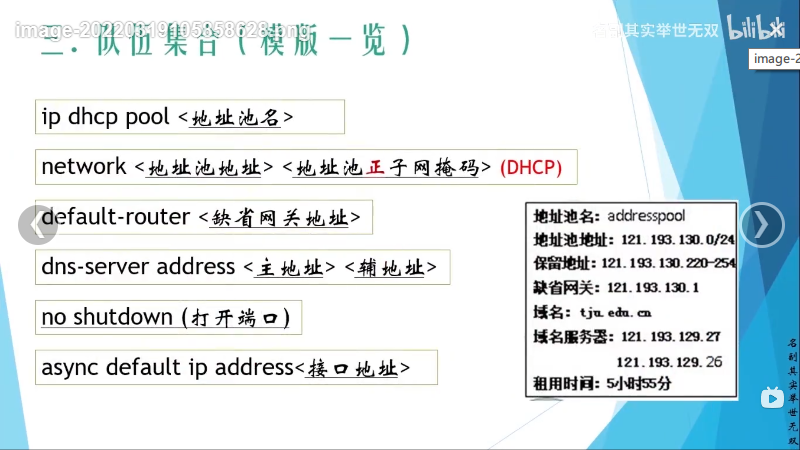 image-20220319105858628.png
三. 队伍集合（模版一览）
名副其实举世无双
bilibili
image-2
ip dhcp pool <地址池名>
network <地址池地址> <地址池正子网掩码> (DHCP)
default-router <缺省网关地址>
dns-server address <主地址> <辅地址>
no shutdown (打开端口)
async default ip address<接口地址>
地址池名：addresspool
地址池地址：121.193.130.0/24
保留地址：121.193.130.220-254
缺省网关：121.193.130.1
域名：tju.edu.cn
域名服务器：121.193.129.27
121.193.129.26
租用时间：5小时55分
名副其实举世无双